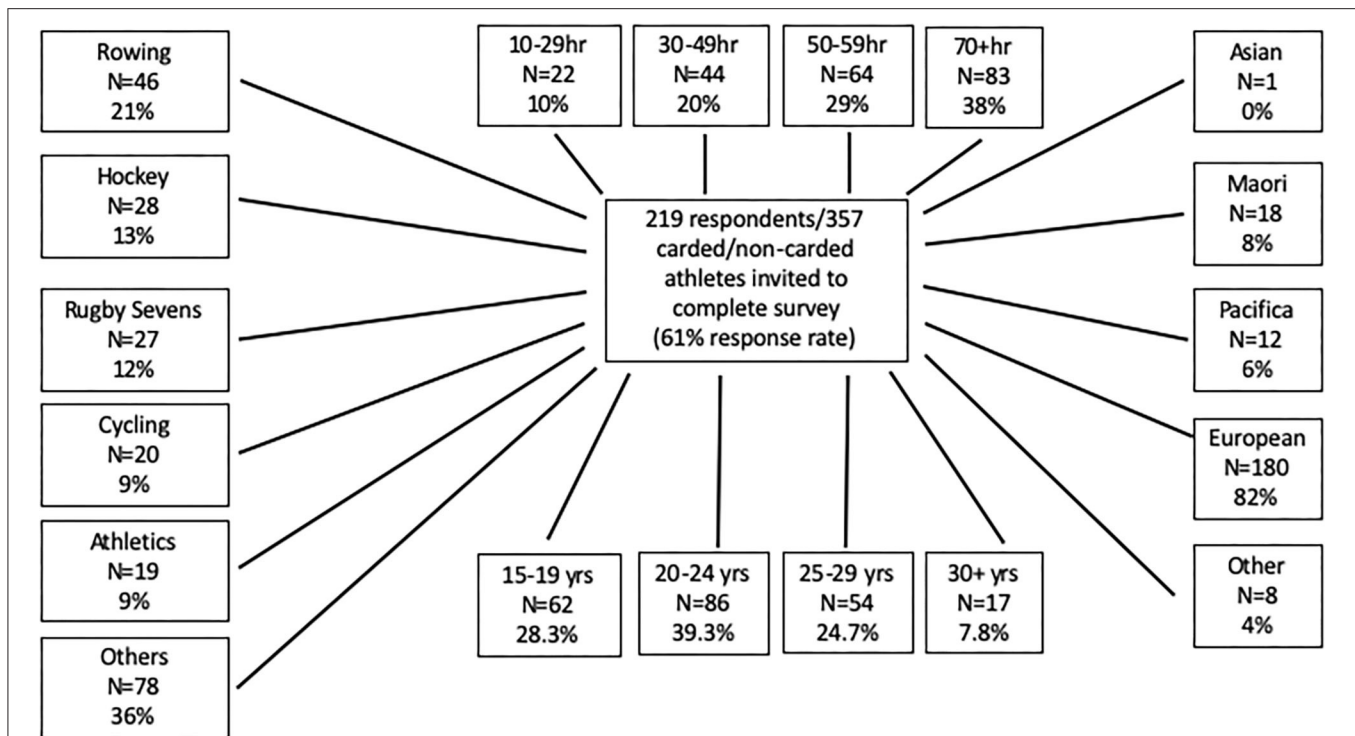 Rowing
N=46
21%
Hockey
N=28
13%
Rugby Sevens
N=27
12%
Cycling
N=20
9%
Athletics
N=19
9%
Others
N=78
36%
10-29hr
N=22
10%
30-49hr
N=44
20%
50-59hr
N=64
29%
70+hr
N=83
38%
219 respondents/357
carded/non-carded
athletes invited to
complete survey
(61% response rate)
15-19 yrs
N=62
28.3%
20-24 yrs
N=86
39.3%
25-29 yrs
N=54
24.7%
30+ yrs
N=17
7.8%
Asian
N=1
0%
Maori
N=18
8%
Pacifica
N=12
6%
European
N=180
82%
Other
N=8
4%